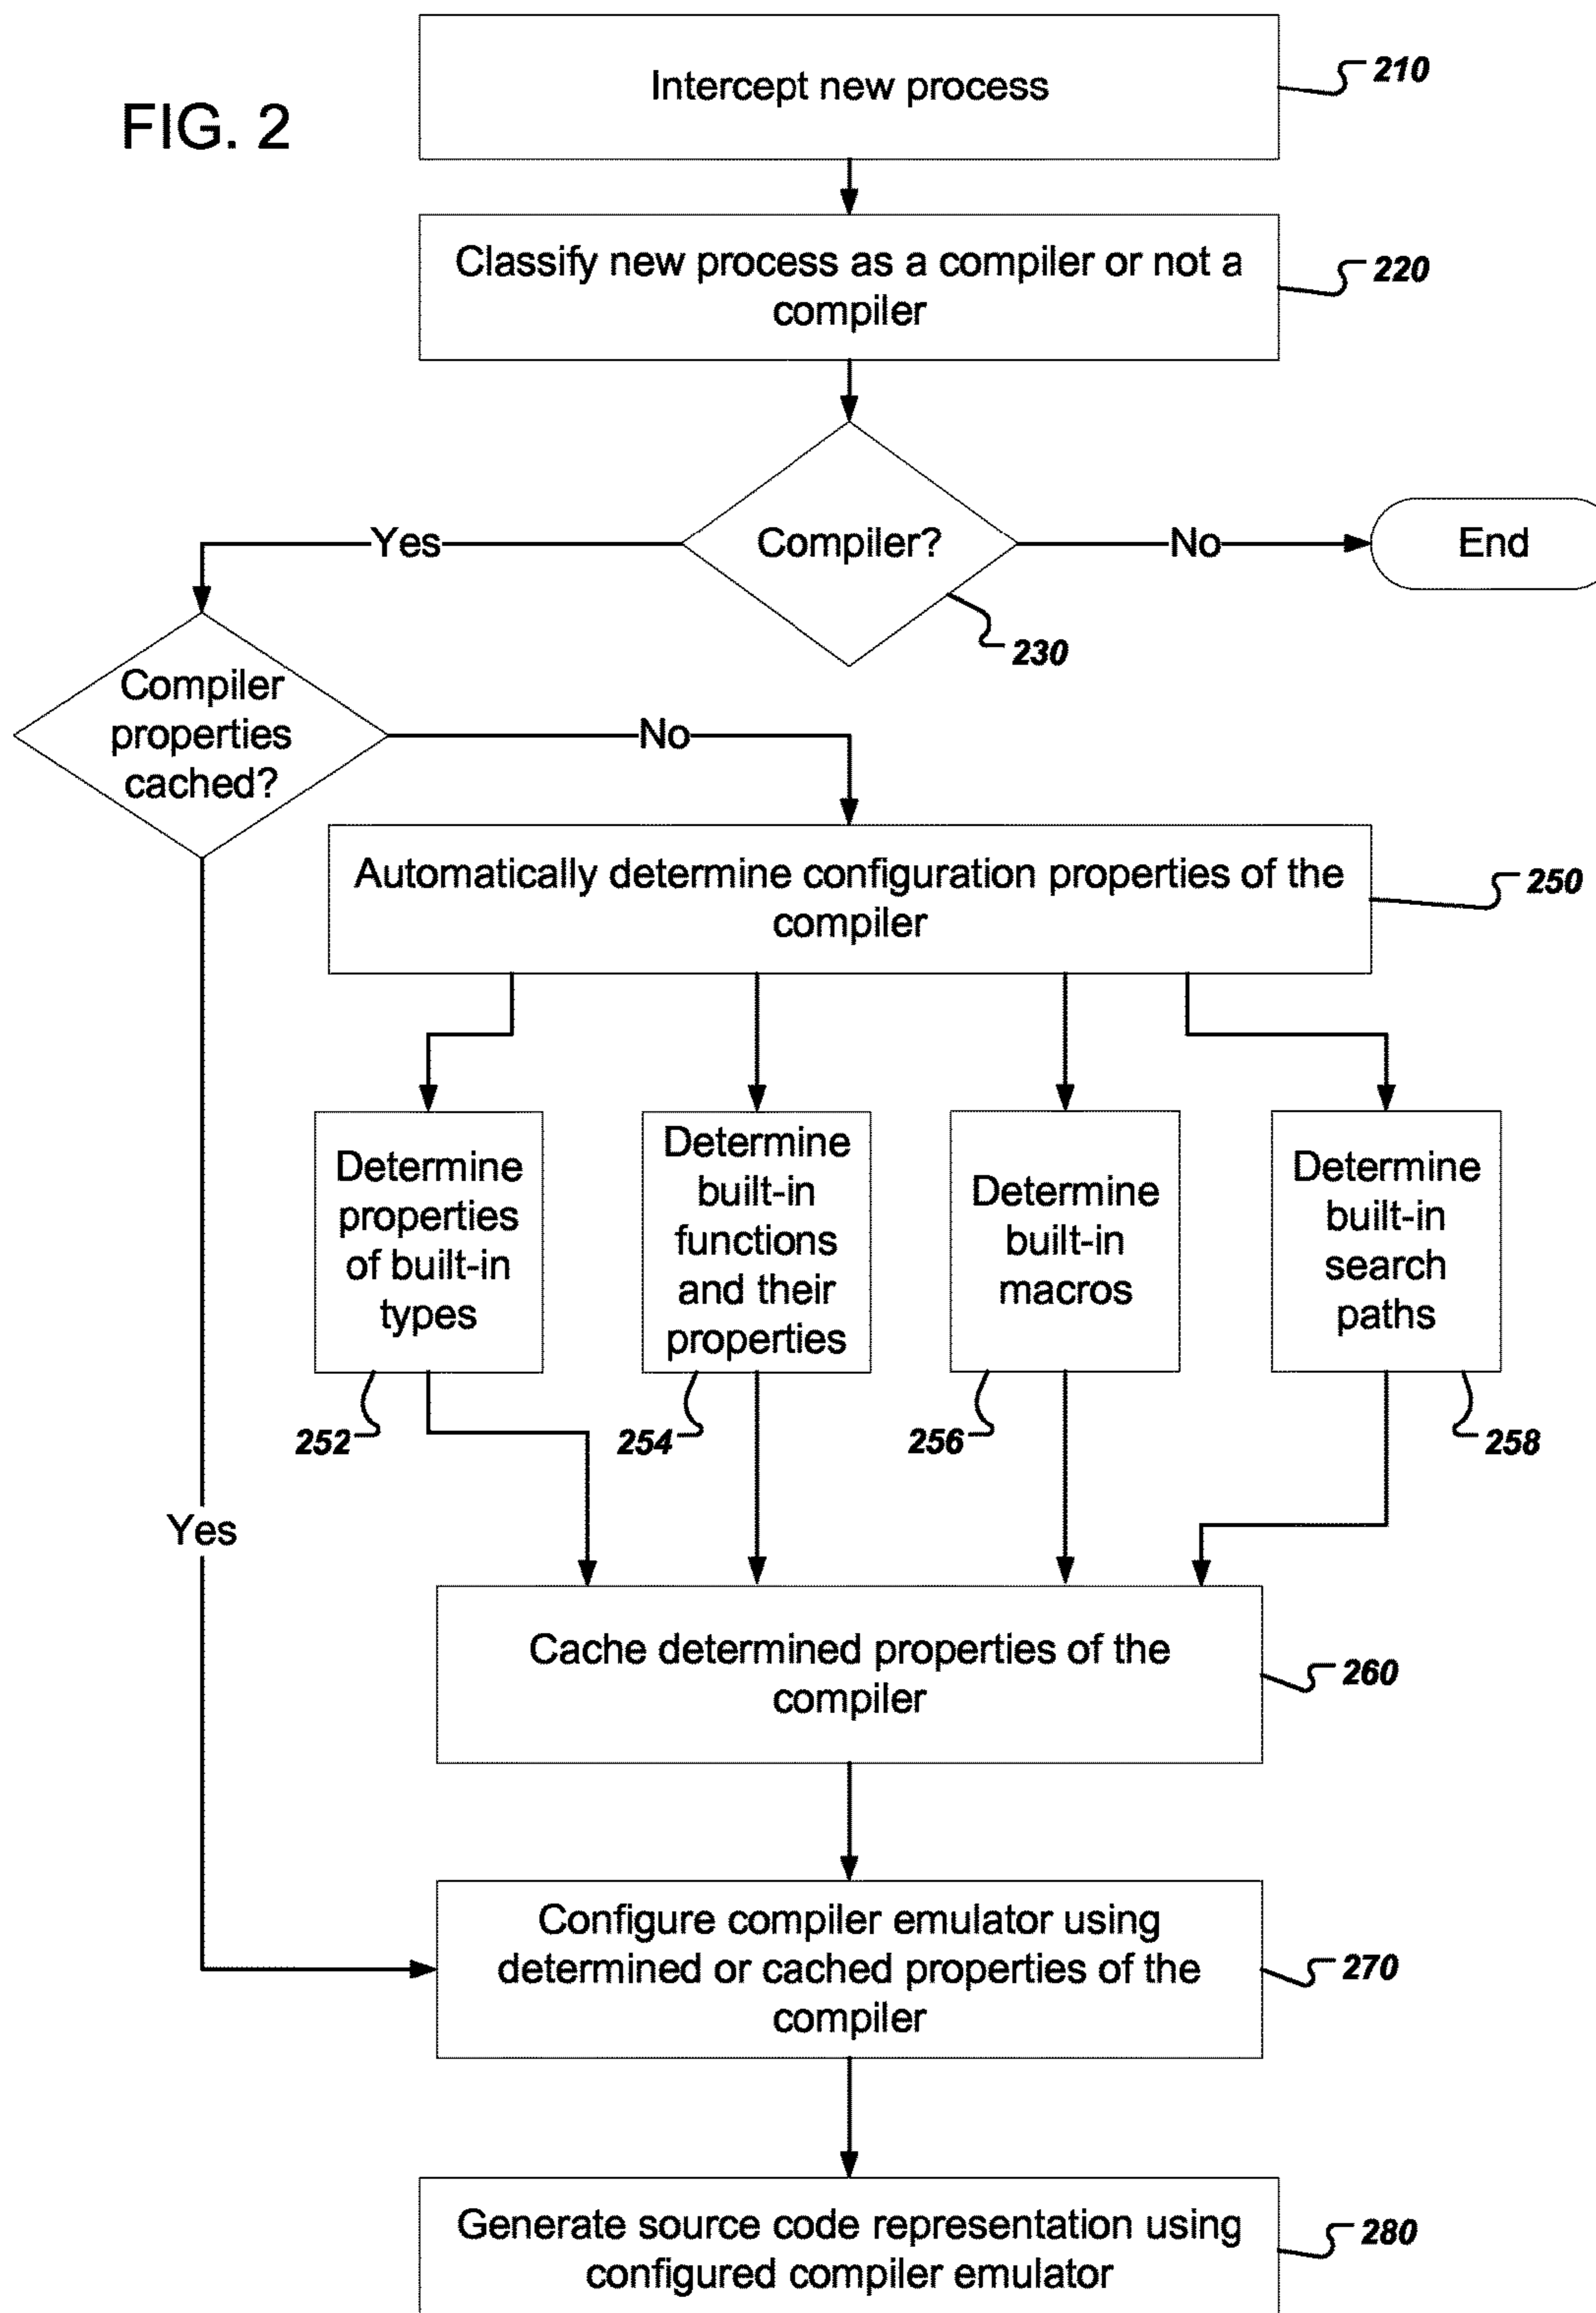 FIG. 2
Intercept new process
210
Classify new process as a compiler or not a
compiler
220
Compiler?
Yes
No
End
230
Compiler
properties
cached?
No
Automatically determine configuration properties of the
compiler
250
Determine
properties
of built-in
types
252
Determine
built-in
functions
and their
properties
254
Determine
built-in
macros
256
Determine
built-in
search
paths
258
Yes
Cache determined properties of the
compiler
260
Configure compiler emulator using
determined or cached properties of the
compiler
270
Generate source code representation using
configured compiler emulator
280